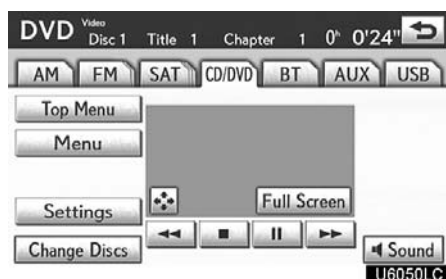 DVD Video Disc 1 Title 1 Chapter 1 0h 0'24"
AM FM SAT CD/DVD BT AUX USB
Top Menu
Menu
Full Screen
Settings
Change Discs
Sound
U6050LC